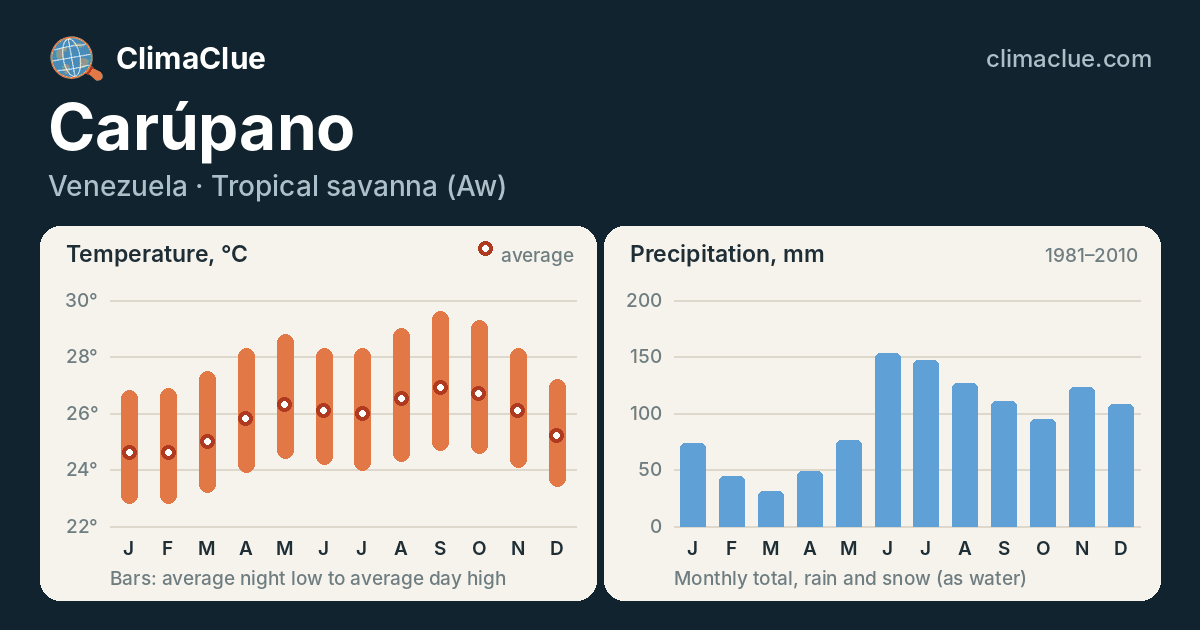 ClimaClue
climaclue.com
Carúpano
Venezuela · Tropical savanna (Aw)
Temperature, °C
average
30°
28°
26°
24°
22°
J F M A M J J A S O N D
Bars: average night low to average day high
Precipitation, mm
1981–2010
200
150
100
50
0
J F M A M J J A S O N D
Monthly total, rain and snow (as water)